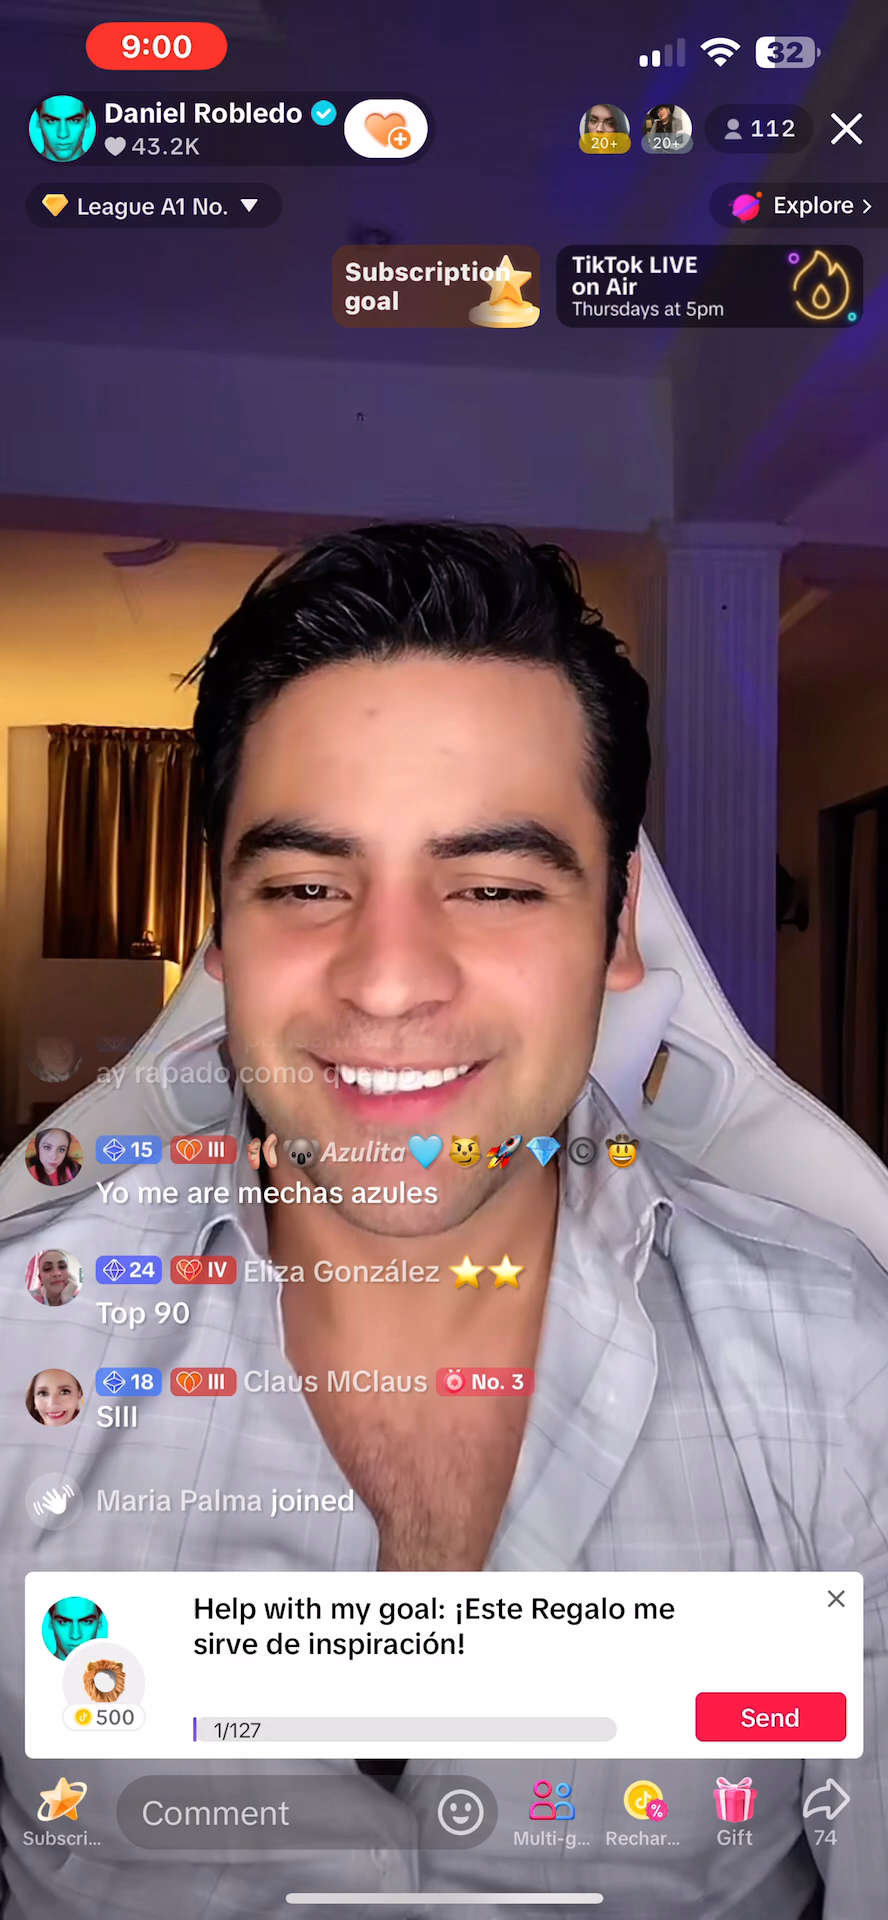 9:00
32
Daniel Robledo
43.2K
20+
20+
112
League A1 No.
Explore
Subscription
goal
TikTok LIVE
on Air
Thursdays at 5pm
ay rapado como que no
15 III Azulita
Yo me are mechas azules
24 IV Eliza González
Top 90
18 III Claus MClaus No. 3
SIII
Maria Palma joined
Help with my goal: ¡Este Regalo me
sirve de inspiración!
500
1/127
Send
Comment
Subscri...
Multi-g...
Rechar...
Gift
74